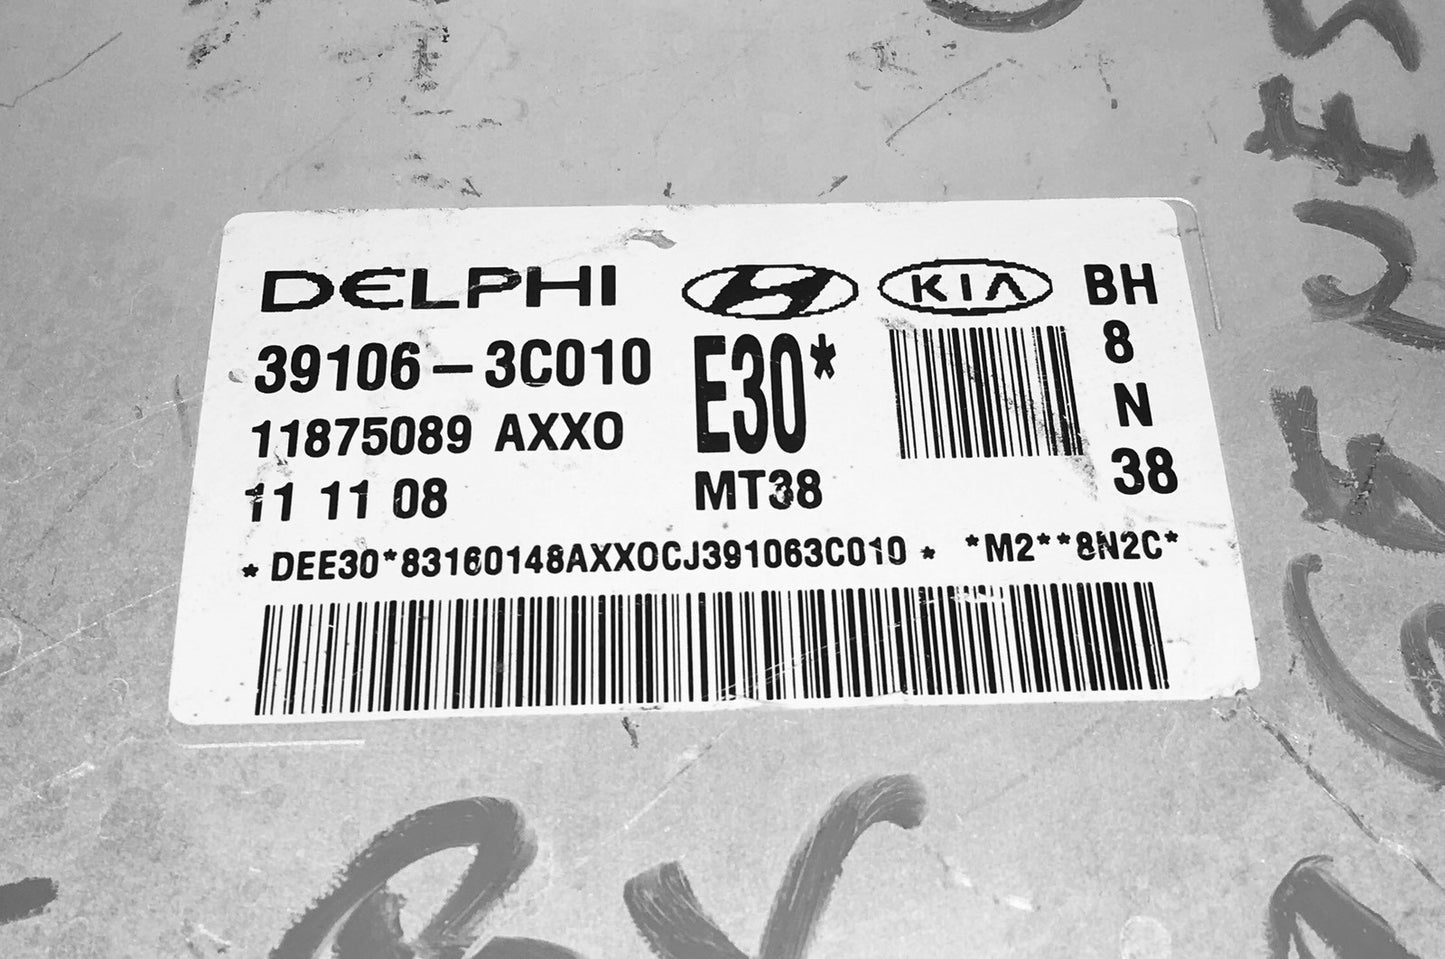 DELPHI KIA BH
39106-3C010 E30* 8
11875089 AXXO N
11 11 08 MT38 38
* DEE30*83160148AXXOCJ391063C010 * *M2**8N2C*